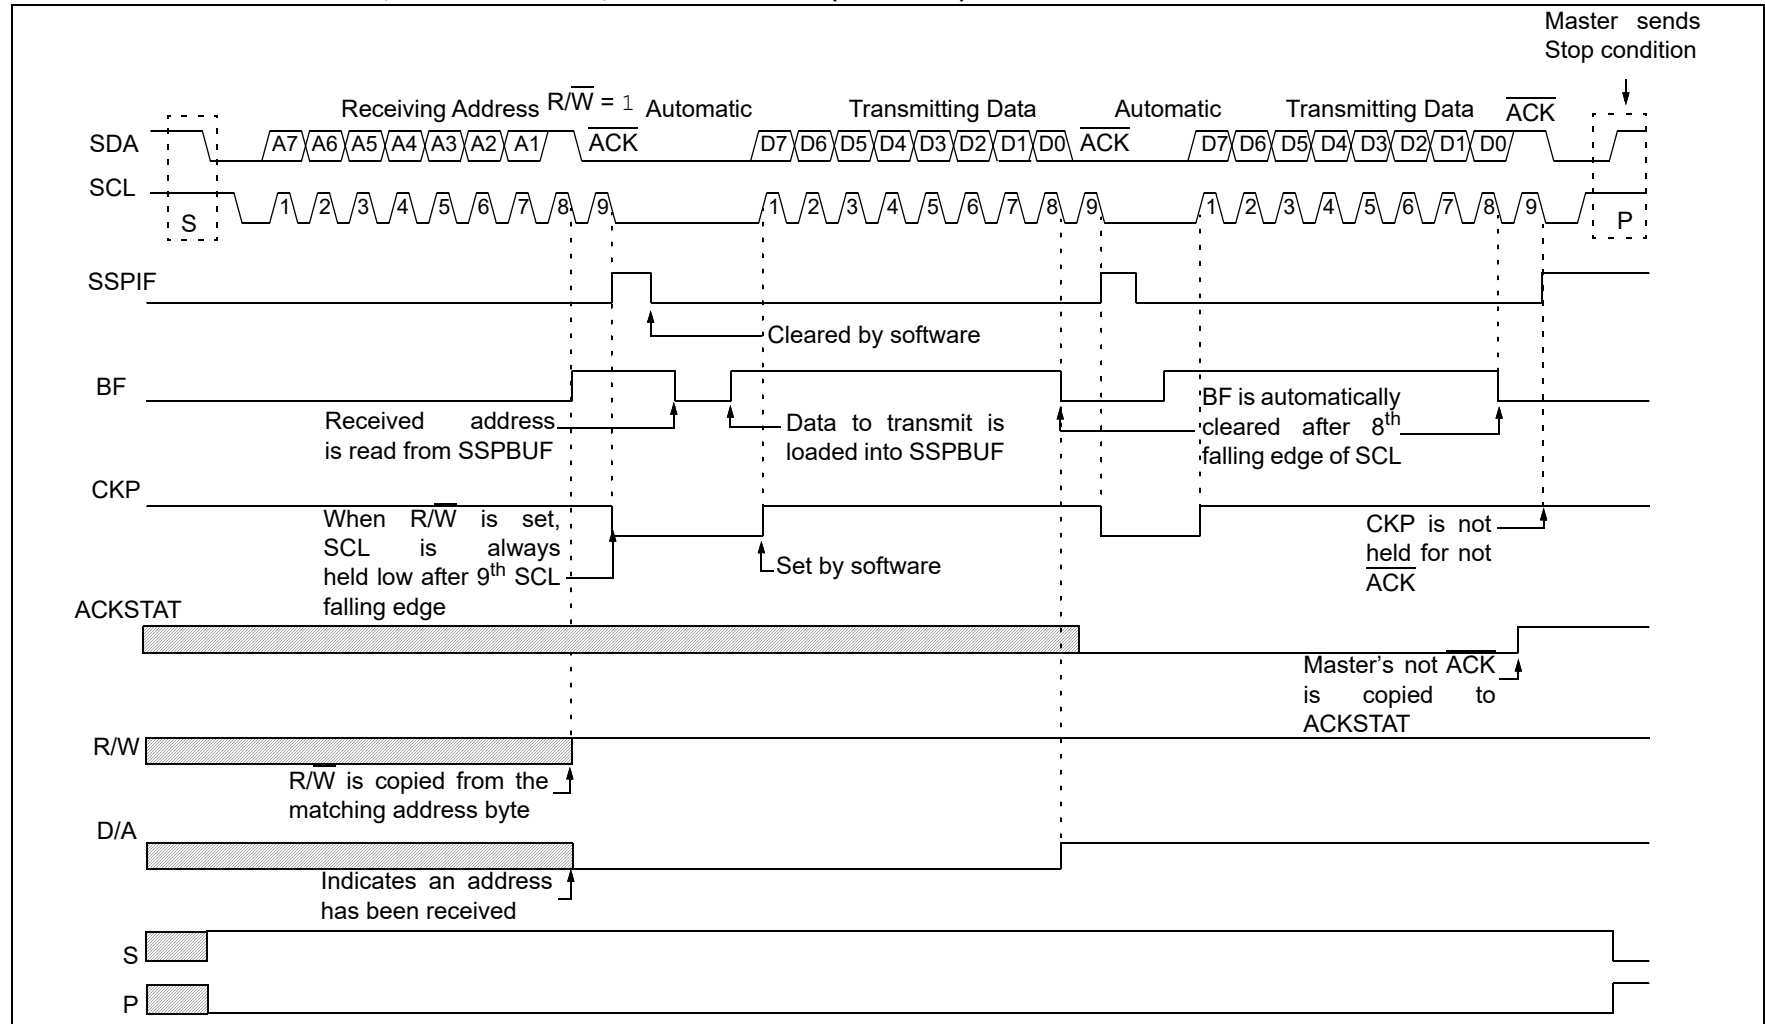 Master sends
Stop condition
Receiving Address R/W = 1 Automatic Transmitting Data Automatic Transmitting Data ACK
SDA A7 A6 A5 A4 A3 A2 A1 ACK D7 D6 D5 D4 D3 D2 D1 D0 ACK D7 D6 D5 D4 D3 D2 D1 D0
SCL
1 2 3 4 5 6 7 8 9 1 2 3 4 5 6 7 8 9 1 2 3 4 5 6 7 8 9
S P
SSPIF
Cleared by software
BF
Received address
is read from SSPBUF
Data to transmit is
loaded into SSPBUF
BF is automatically
cleared after 8th
falling edge of SCL
CKP
When R/W is set,
SCL is always
held low after 9th SCL
falling edge
Set by software
CKP is not
held for not
ACK
ACKSTAT
Master's not ACK
is copied to
ACKSTAT
R/W
R/W is copied from the
matching address byte
D/A
Indicates an address
has been received
S
P